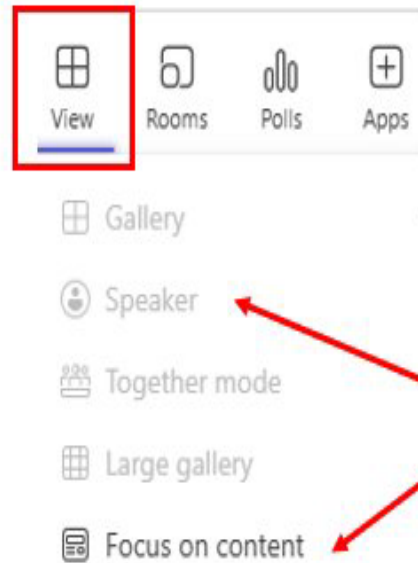 View Rooms Polls Apps
Gallery
Speaker
Together mode
Large gallery
Focus on content